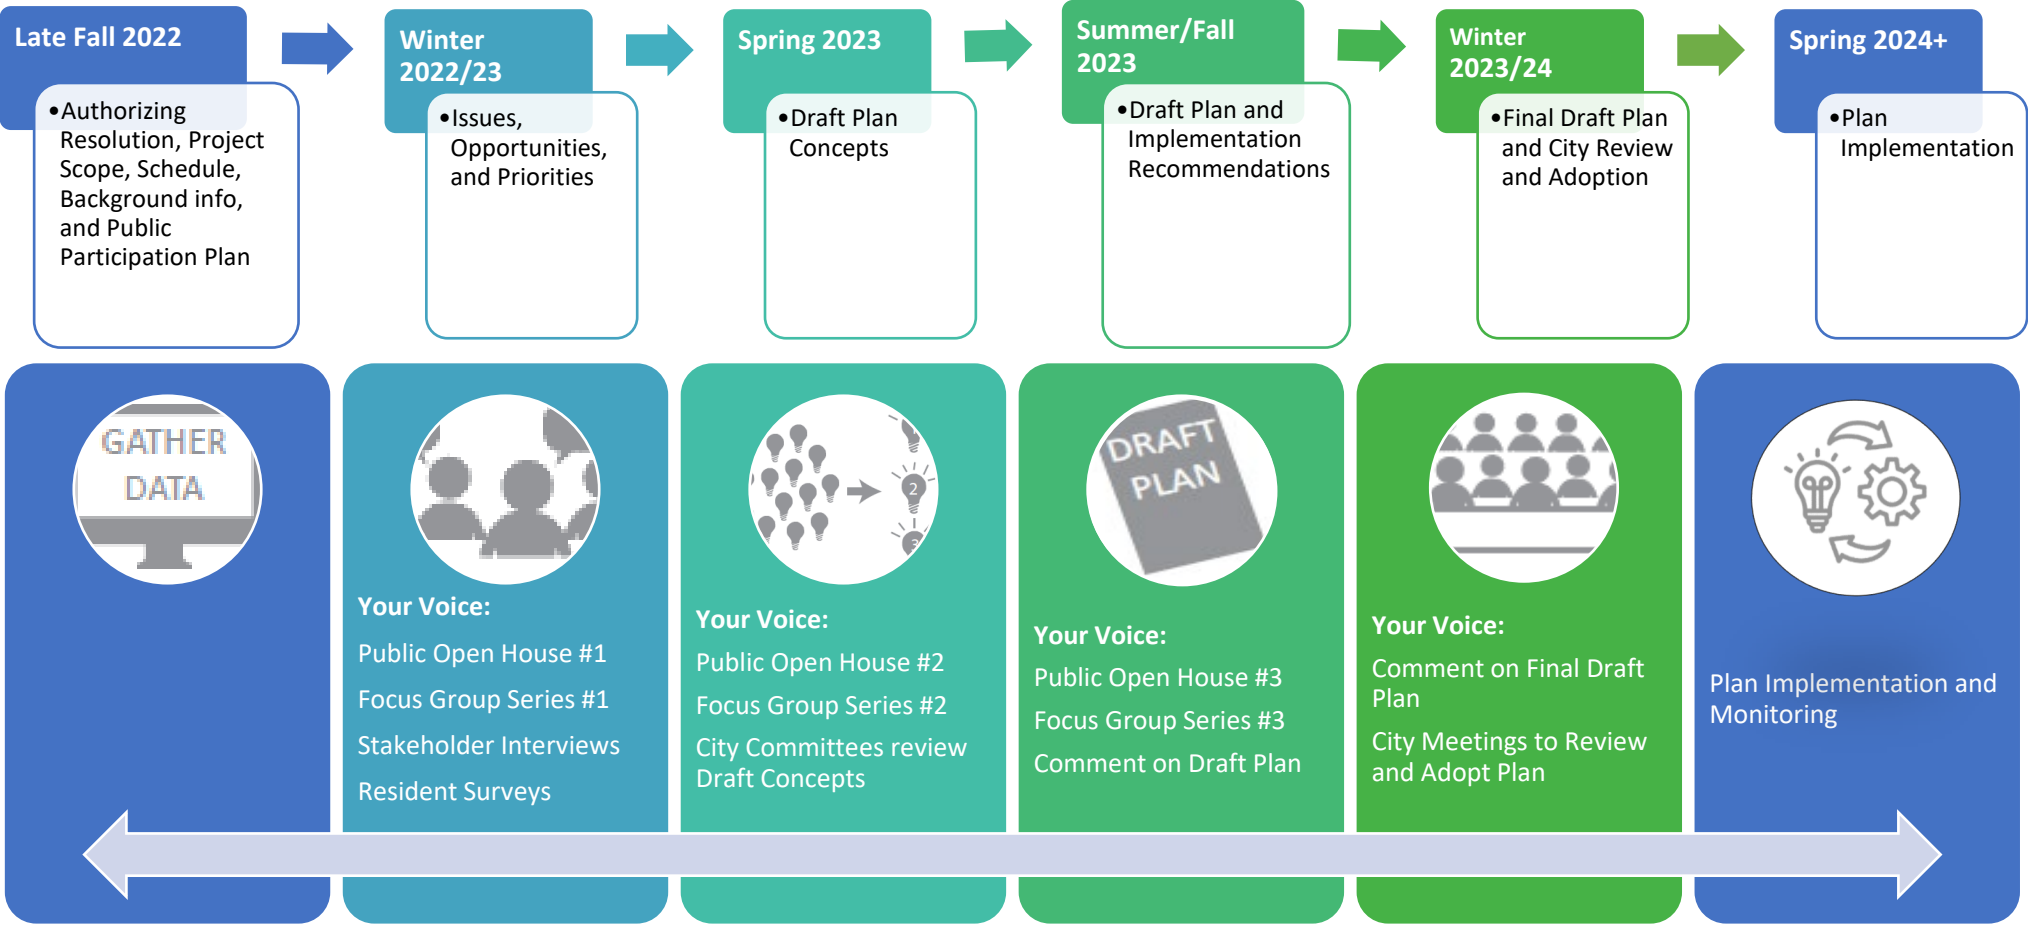 Late Fall 2022
•Authorizing
Resolution, Project
Scope, Schedule,
Background info,
and Public
Participation Plan
Winter
2022/23
•Issues,
Opportunities,
and Priorities
Spring 2023
•Draft Plan
Concepts
Summer/Fall
2023
•Draft Plan and
Implementation
Recommendations
Winter
2023/24
•Final Draft Plan
and City Review
and Adoption
Spring 2024+
•Plan
Implementation
GATHER
DATA
Your Voice:
Public Open House #1
Focus Group Series #1
Stakeholder Interviews
Resident Surveys
2
3
Your Voice:
Public Open House #2
Focus Group Series #2
City Committees review
Draft Concepts
DRAFT
PLAN
Your Voice:
Public Open House #3
Focus Group Series #3
Comment on Draft Plan
Your Voice:
Comment on Final Draft
Plan
City Meetings to Review
and Adopt Plan
Plan Implementation and
Monitoring